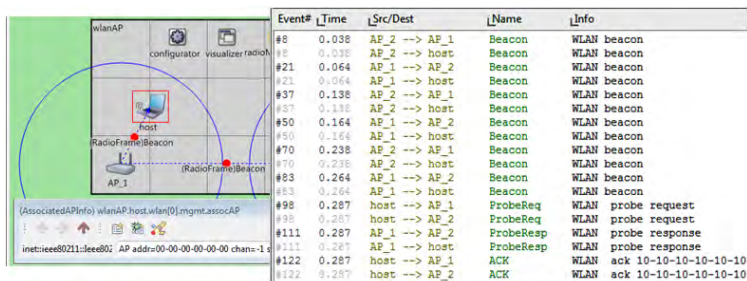 wlanAP
configurator visualizer
host
(RadioFrame)Beacon
(RadioFrame)Beacon
AP_1
(AssociatedAPInfo) wlanAP.host.wlan[0].mgmt.assocAP
AP addr=00-00-00-00-00-00 chan=-1 s
Event# Time Src/Dest Name Info
#8 0.038 AP_2 --> AP_1 Beacon WLAN beacon
#8 0.038 AP_2 --> host Beacon WLAN beacon
#21 0.064 AP_1 --> AP_2 Beacon WLAN beacon
#21 0.064 AP_1 --> host Beacon WLAN beacon
#37 0.138 AP_2 --> AP_1 Beacon WLAN beacon
#37 0.138 AP_2 --> host Beacon WLAN beacon
#50 0.164 AP_1 --> AP_2 Beacon WLAN beacon
#50 0.164 AP_1 --> host Beacon WLAN beacon
#70 0.238 AP_2 --> AP_1 Beacon WLAN beacon
#70 0.238 AP_2 --> host Beacon WLAN beacon
#83 0.264 AP_1 --> AP_2 Beacon WLAN beacon
#83 0.264 AP_1 --> host Beacon WLAN beacon
#98 0.287 host --> AP_1 ProbeReq WLAN probe request
#98 0.287 host --> AP_2 ProbeReq WLAN probe request
#111 0.287 AP_1 --> AP_2 ProbeResp WLAN probe response
#111 0.287 AP_1 --> host ProbeResp WLAN probe response
#122 0.287 host --> AP_1 ACK WLAN ack 10-10-10-10-10-10
#122 0.287 host --> AP_2 ACK WLAN ack 10-10-10-10-10-10